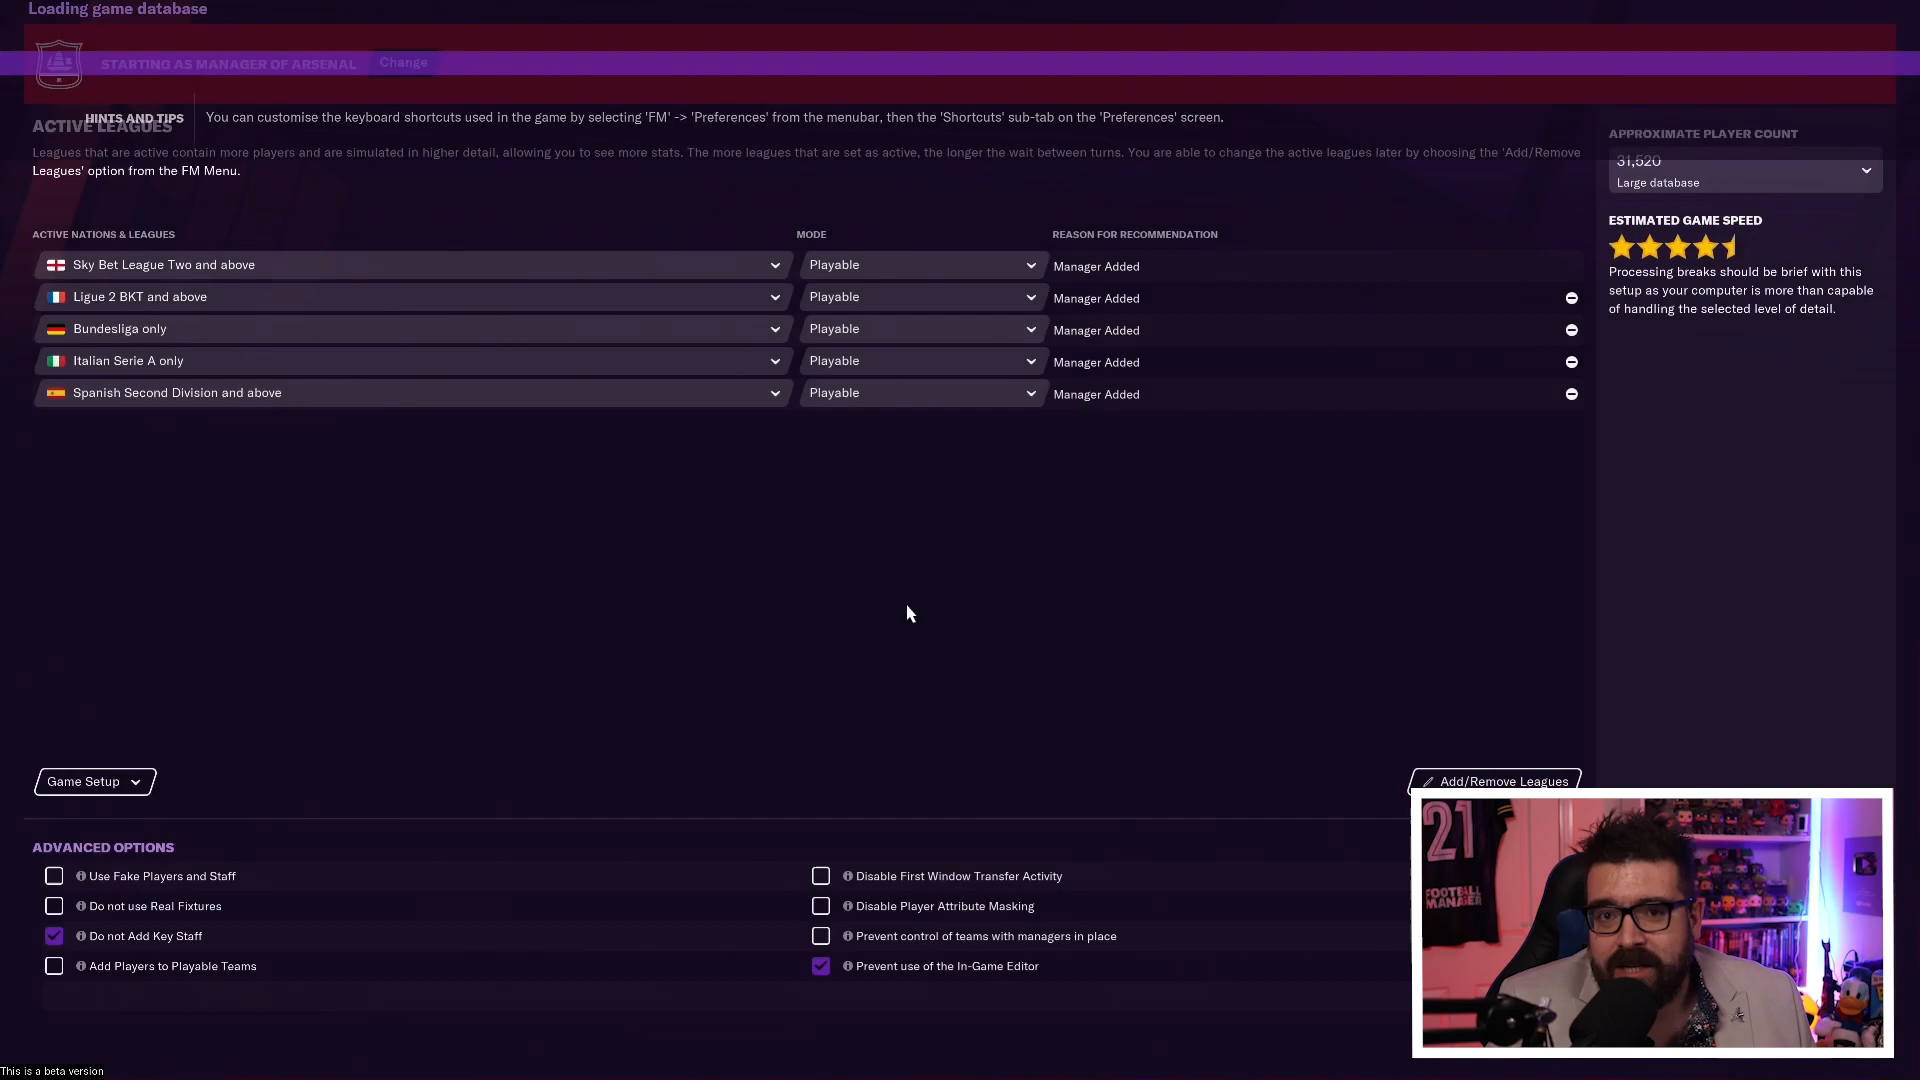 Loading game database
STARTING AS MANAGER OF ARSENAL
Change
HINTS AND TIPS
You can customise the keyboard shortcuts used in the game by selecting 'FM' -> 'Preferences' from the menubar, then the 'Shortcuts' sub-tab on the 'Preferences' screen.
ACTIVE LEAGUES
Leagues that are active contain more players and are simulated in higher detail, allowing you to see more stats. The more leagues that are set as active, the longer the wait between turns. You are able to change the active leagues later by choosing the 'Add/Remove
Leagues' option from the FM Menu.
APPROXIMATE PLAYER COUNT
31,520
Large database
ESTIMATED GAME SPEED
Processing breaks should be brief with this
setup as your computer is more than capable
of handling the selected level of detail.
ACTIVE NATIONS & LEAGUES MODE REASON FOR RECOMMENDATION
Sky Bet League Two and above Playable Manager Added
Ligue 2 BKT and above Playable Manager Added
Bundesliga only Playable Manager Added
Italian Serie A only Playable Manager Added
Spanish Second Division and above Playable Manager Added
Game Setup
Add/Remove Leagues
ADVANCED OPTIONS
Use Fake Players and Staff
Do not use Real Fixtures
Do not Add Key Staff
Add Players to Playable Teams
Disable First Window Transfer Activity
Disable Player Attribute Masking
Prevent control of teams with managers in place
Prevent use of the In-Game Editor
21
FOOTBALL
MANAGER
This is a beta version